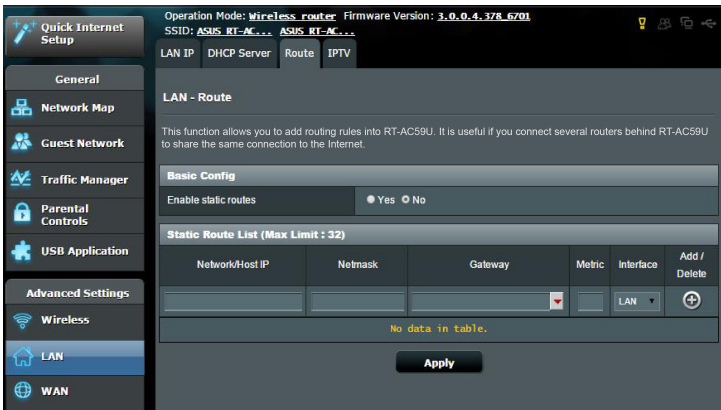 Quick Internet
Setup
General
Network Map
Guest Network
Traffic Manager
Parental
Controls
USB Application
Advanced Settings
Wireless
LAN
WAN
Operation Mode: Wireless router Firmware Version: 3.0.0.4.378_6701
SSID: ASUS RT-AC... ASUS RT-AC...
LAN IP DHCP Server Route IPTV
LAN - Route
This function allows you to add routing rules into RT-AC59U. It is useful if you connect several routers behind RT-AC59U
to share the same connection to the Internet.
Basic Config
Enable static routes Yes No
Static Route List (Max Limit : 32)
Network/Host IP Netmask Gateway Metric Interface Add /
Delete
LAN
No data in table.
Apply